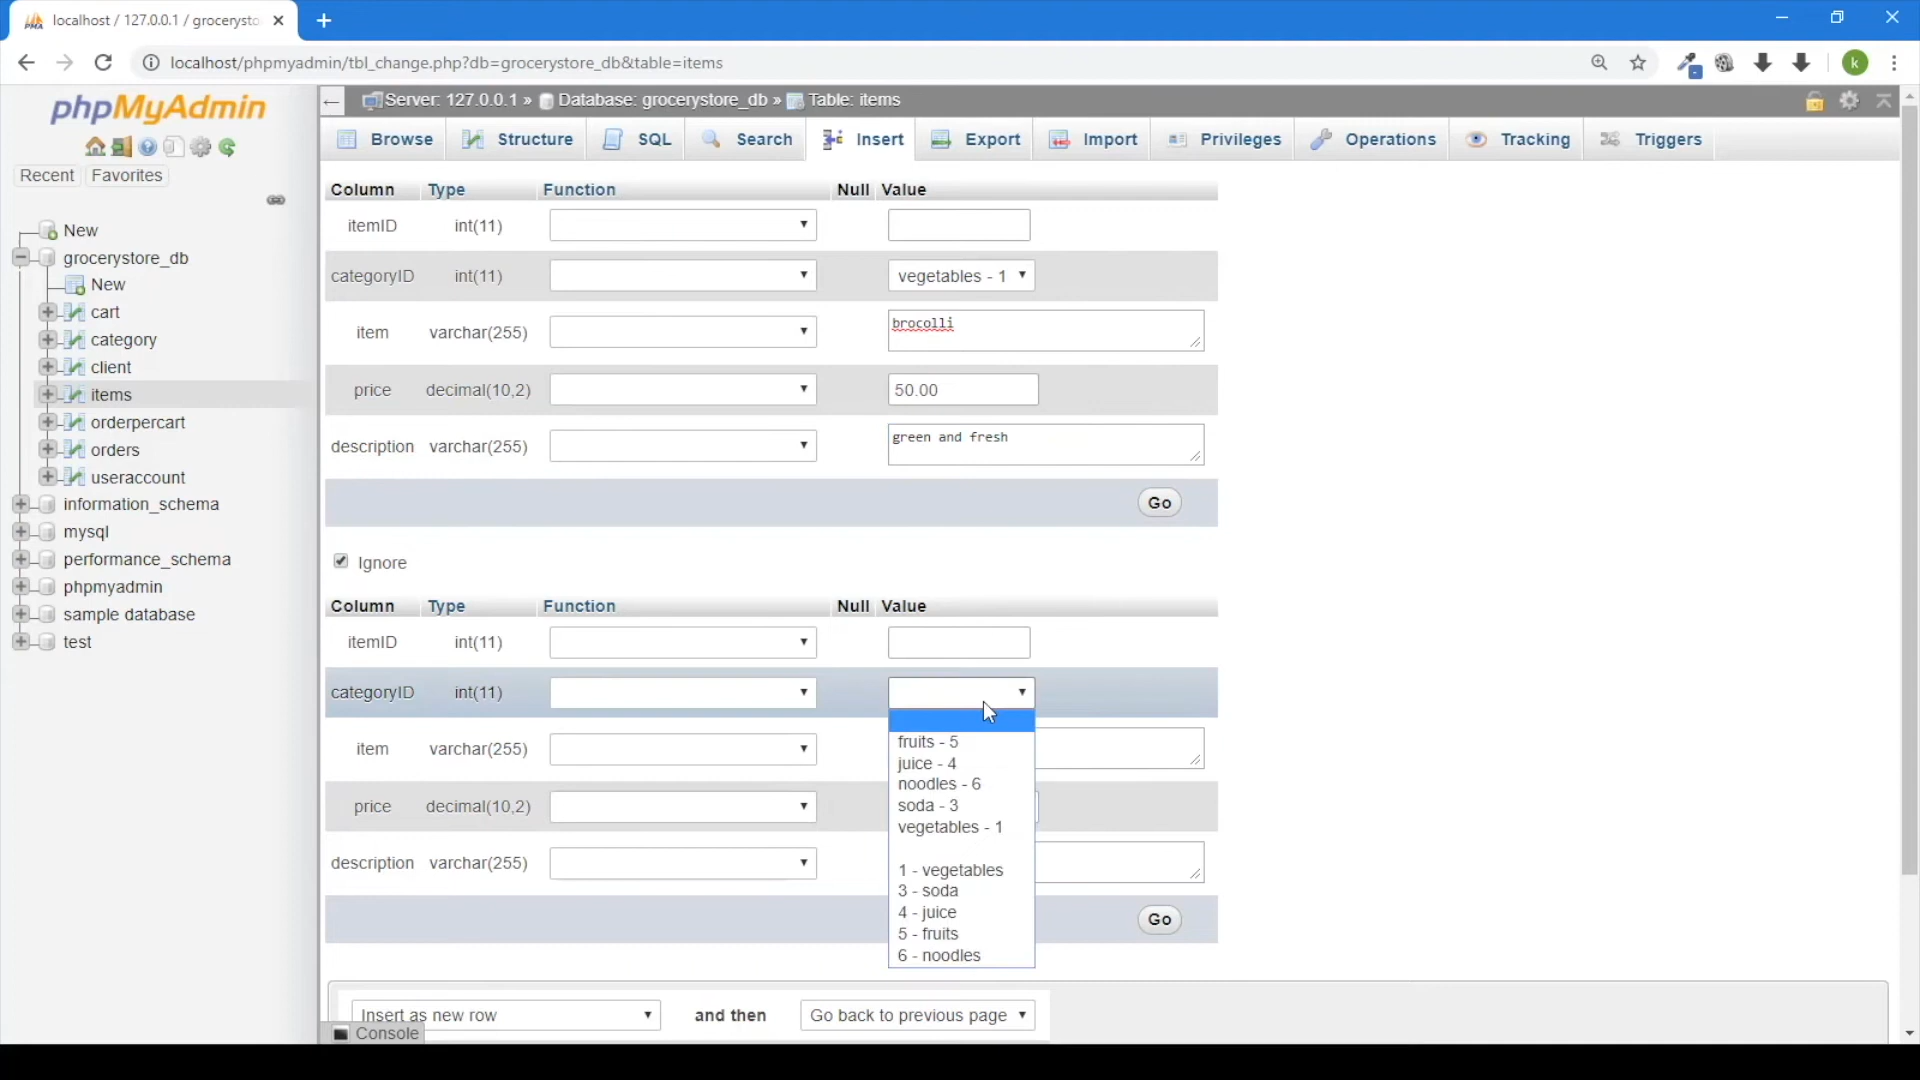 localhost / 127.0.0.1 / grocerysto
localhost/phpmyadmin/tbl_change.php?db=grocerystore_db&table=items
k
phpMyAdmin
Recent Favorites
New
grocerystore_db
New
cart
category
client
items
orderpercart
orders
useraccount
information_schema
mysql
performance_schema
phpmyadmin
sample database
test
Server: 127.0.0.1 » Database: grocerystore_db » Table: items
Browse Structure SQL Search Insert Export Import Privileges Operations Tracking Triggers
Column Type Function Null Value
itemID int(11)
categoryID int(11) vegetables - 1
item varchar(255) brocolli
price decimal(10,2) 50.00
description varchar(255) green and fresh
Go
Ignore
Column Type Function Null Value
itemID int(11)
categoryID int(11)
item varchar(255)
price decimal(10,2)
description varchar(255)
fruits - 5
juice - 4
noodles - 6
soda - 3
vegetables - 1
1 - vegetables
3 - soda
4 - juice
5 - fruits
6 - noodles
Go
Insert as new row and then Go back to previous page
Console